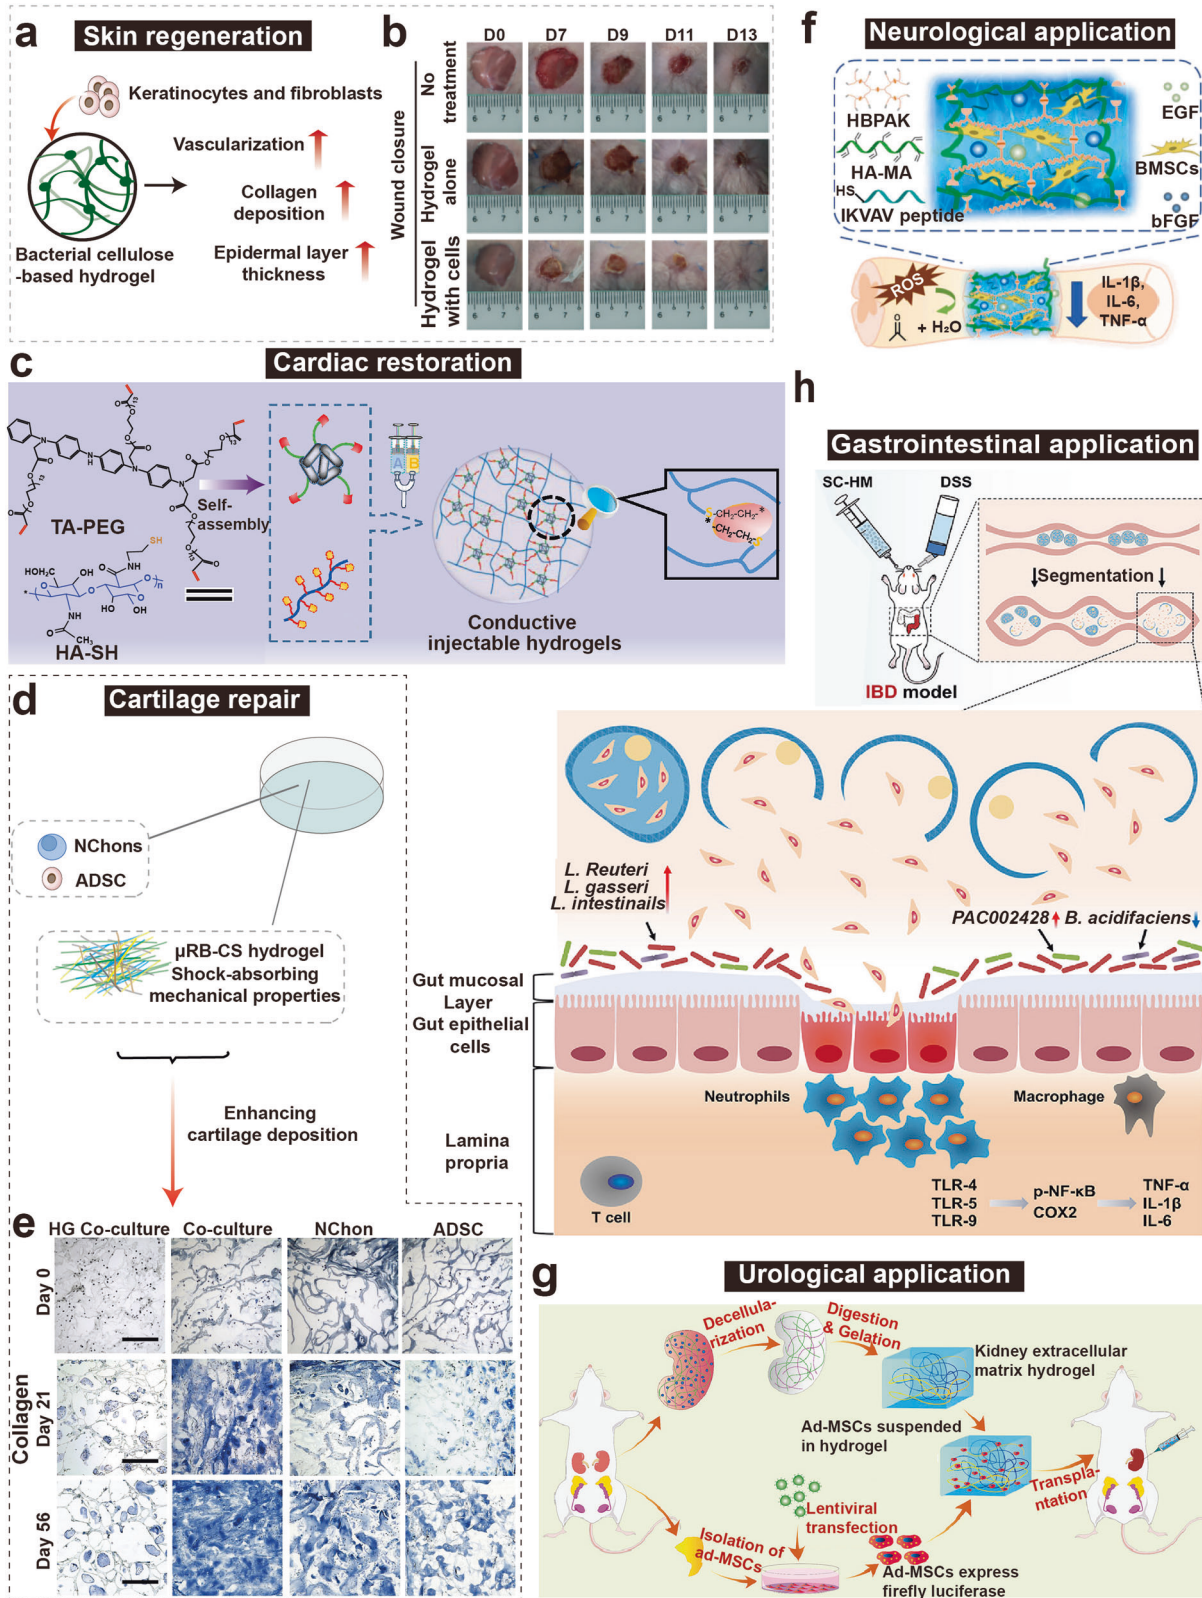 a
Skin regeneration
Keratinocytes and fibroblasts
Vascularization
Collagen
deposition
Epidermal layer
thickness
Bacterial cellulose
-based hydrogel
b
D0 D7 D9 D11 D13
Wound closure
No
treatment
Hydrogel
alone
Hydrogel
with cells
6 7
f
Neurological application
HBPAK
HA-MA
HS
IKVAV peptide
EGF
BMSCs
bFGF
ROS
O
+ H₂O
IL-1β,
IL-6,
TNF-α
c
Cardiac restoration
TA-PEG
Self-
assembly
HA-SH
A B
S-CH₂-CH₂-*
*-CH₂-CH₂-S
Conductive
injectable hydrogels
h
Gastrointestinal application
SC-HM
DSS
Segmentation
IBD model
L. Reuteri
L. gasseri
L. intestinails
PAC002428
B. acidifaciens
Gut mucosal
Layer
Gut epithelial
cells
Lamina
propria
Neutrophils
Macrophage
T cell
TLR-4
TLR-5
TLR-9
p-NF-κB
COX2
TNF-α
IL-1β
IL-6
d
Cartilage repair
NChons
ADSC
μRB-CS hydrogel
Shock-absorbing
mechanical properties
Enhancing
cartilage deposition
e
HG Co-culture Co-culture NChon ADSC
Collagen
Day 0
Day 21
Day 56
g
Urological application
Decellula-
rization
Digestion
& Gelation
Kidney extracellular
matrix hydrogel
Ad-MSCs suspended
in hydrogel
Transpla-
ntation
Lentiviral
transfection
Isolation of
ad-MSCs
Ad-MSCs express
firefly luciferase